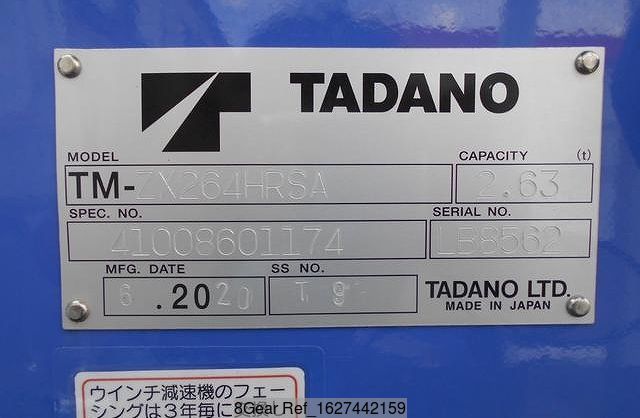 TADANO
MODEL
CAPACITY (t)
TM-ZX264HRSA
2.63
SPEC. NO.
SERIAL NO.
41008601174
LB8562
MFG. DATE
SS NO.
6 .2020
TADANO LTD.
MADE IN JAPAN
ウインチ減速機のフェー
シングは3年毎に
8Gear Ref_1627442159